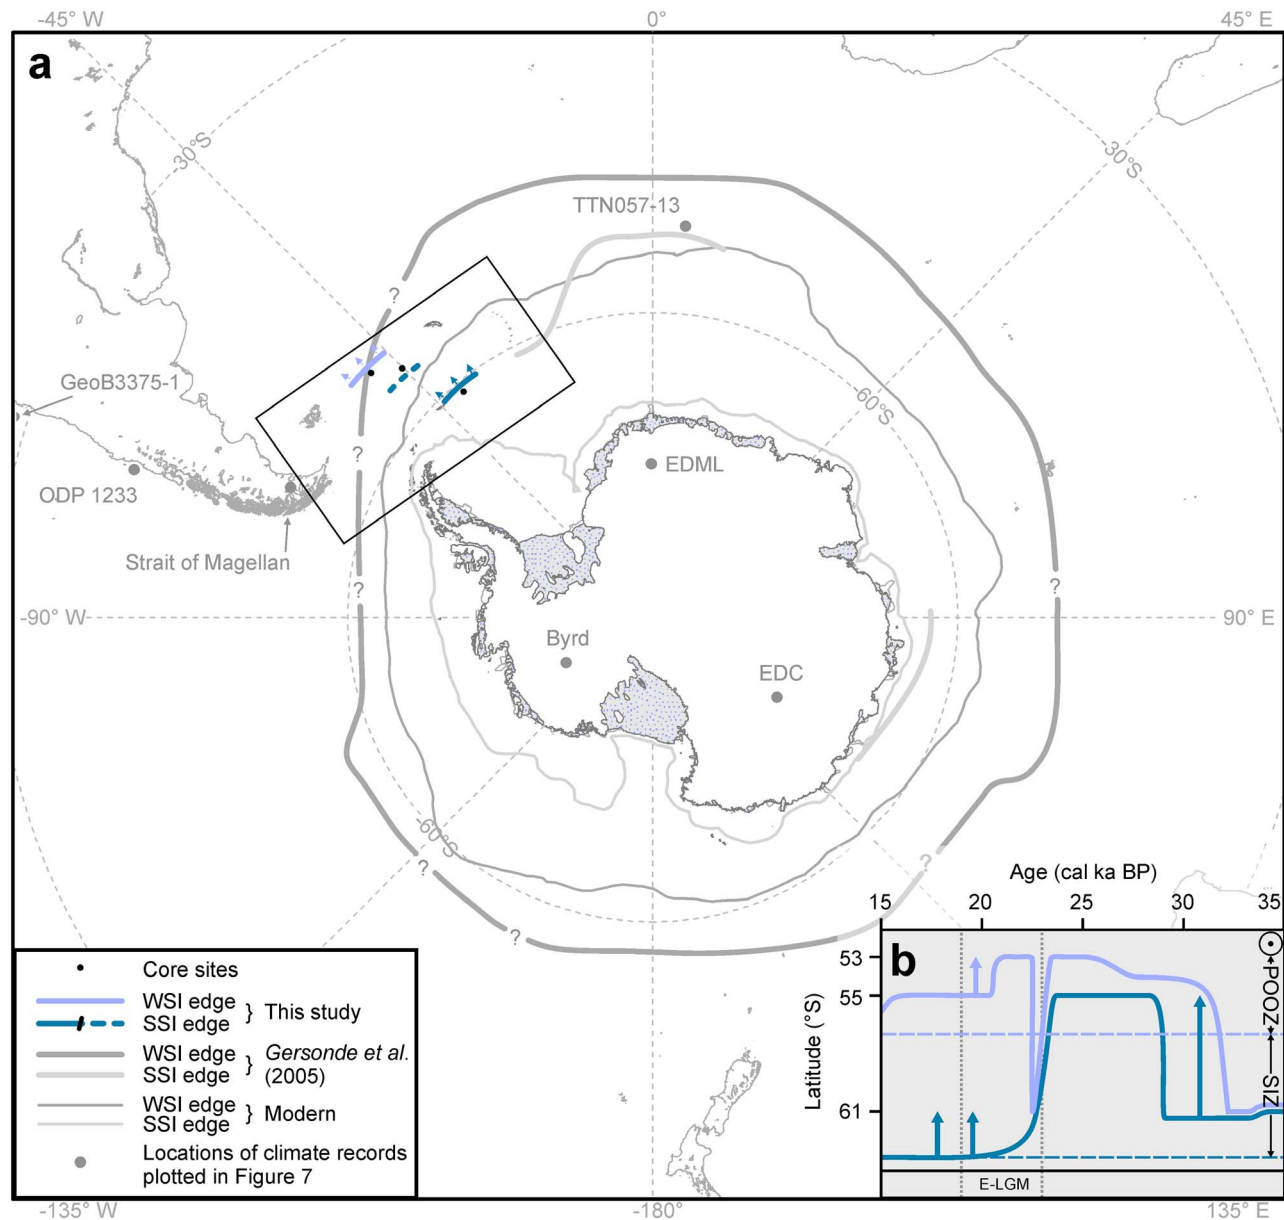 -45° W
0°
45° E
a
-30°S
-30°S
TTN057-13
?
GeoB3375-1
?
-60°S
EDML
ODP 1233
Strait of Magellan
?
?
-90° W
90° E
Byrd
EDC
-60°S
?
?
?
Age (cal ka BP)
15
20
25
30
35
b
53
55
61
Latitude (°S)
POOZ
SIZ
E-LGM
Core sites
WSI edge
SSI edge
} This study
WSI edge
SSI edge
} Gersonde et al.
(2005)
WSI edge
SSI edge
} Modern
Locations of climate records
plotted in Figure 7
-135° W
-180°
135° E